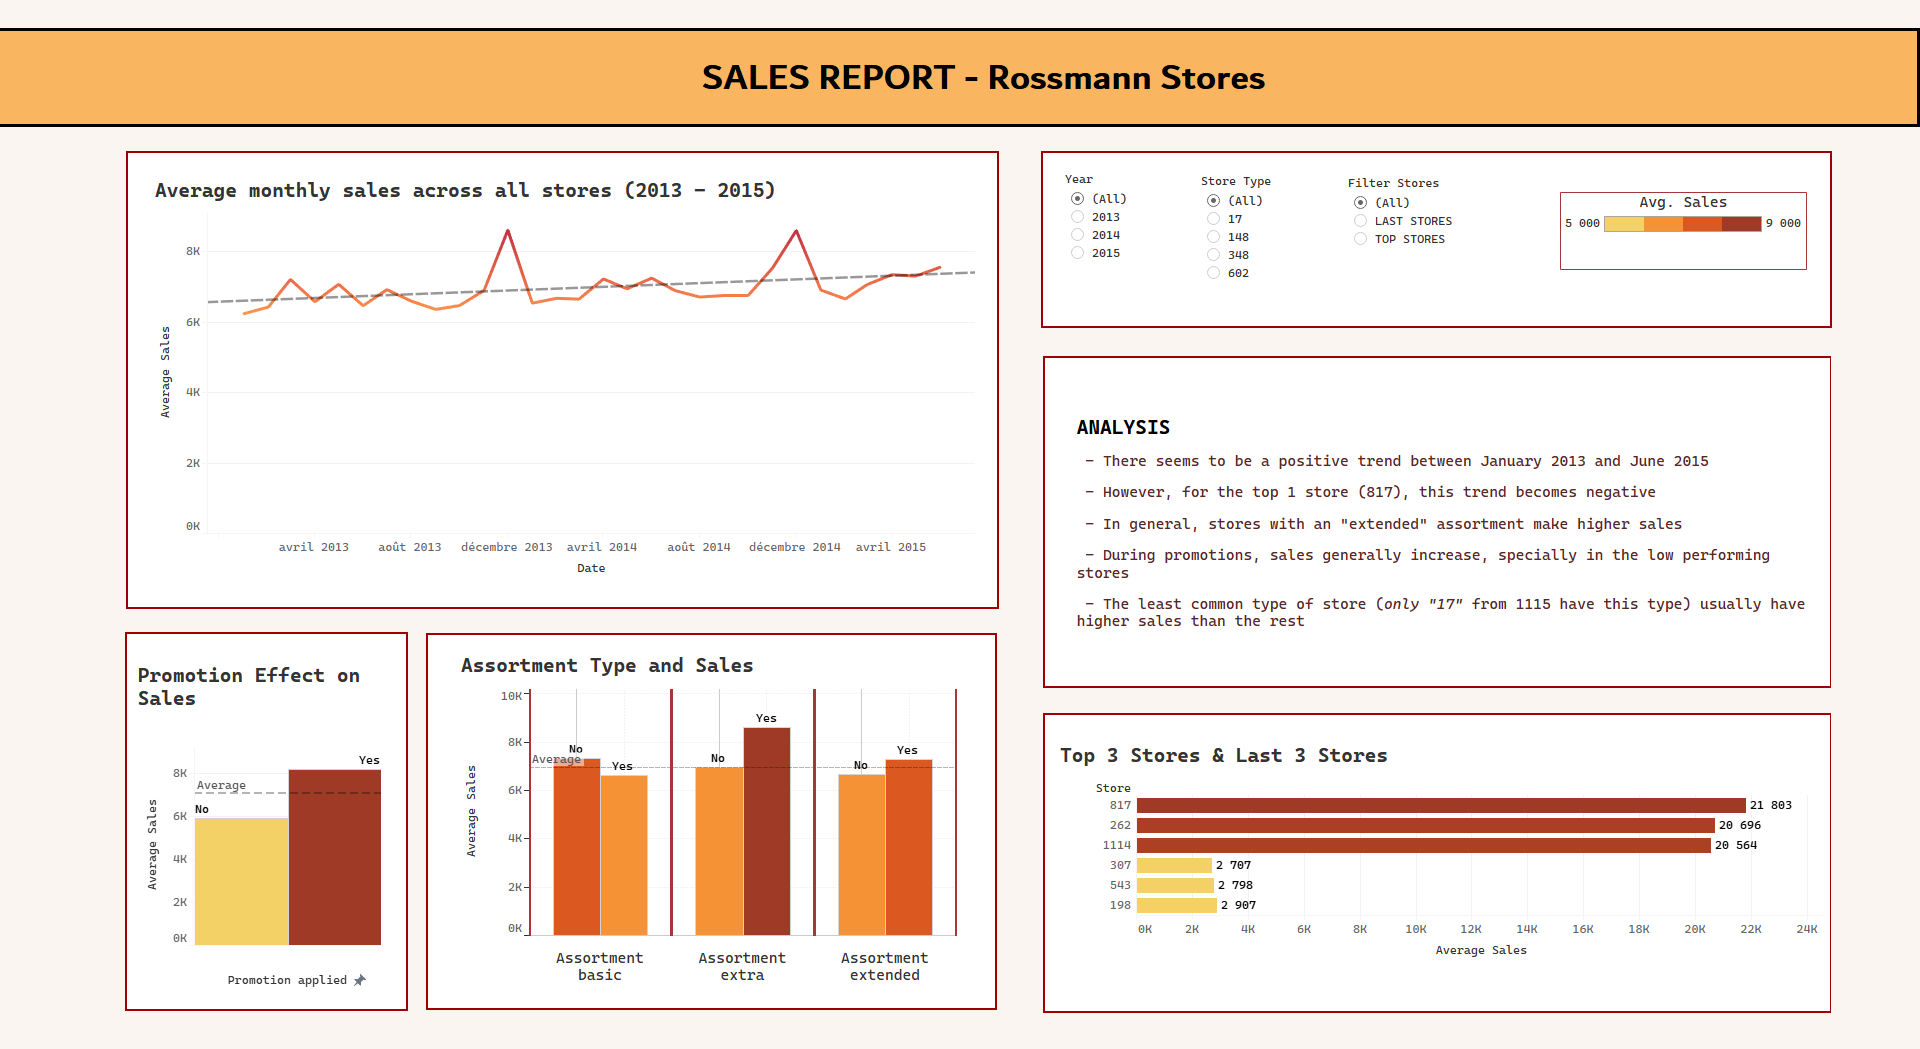 SALES REPORT - Rossmann Stores
Average monthly sales across all stores (2013 - 2015)
8K
6K
4K
2K
0K
Average Sales
avril 2013 août 2013 décembre 2013 avril 2014 août 2014 décembre 2014 avril 2015
Date
Year
(All)
2013
2014
2015
Store Type
(All)
17
148
348
602
Filter Stores
(All)
LAST STORES
TOP STORES
Avg. Sales
5 000 9 000
ANALYSIS
- There seems to be a positive trend between January 2013 and June 2015
- However, for the top 1 store (817), this trend becomes negative
- In general, stores with an "extended" assortment make higher sales
- During promotions, sales generally increase, specially in the low performing
stores
- The least common type of store (only "17" from 1115 have this type) usually have
higher sales than the rest
Promotion Effect on
Sales
8K
6K
4K
2K
0K
Average Sales
Average
No
Yes
Promotion applied
Assortment Type and Sales
10K
8K
6K
4K
2K
0K
Average Sales
Average
No
Yes
No
Yes
No
Yes
Assortment
basic
Assortment
extra
Assortment
extended
Top 3 Stores & Last 3 Stores
Store
817 21 803
262 20 696
1114 20 564
307 2 707
543 2 798
198 2 907
0K 2K 4K 6K 8K 10K 12K 14K 16K 18K 20K 22K 24K
Average Sales